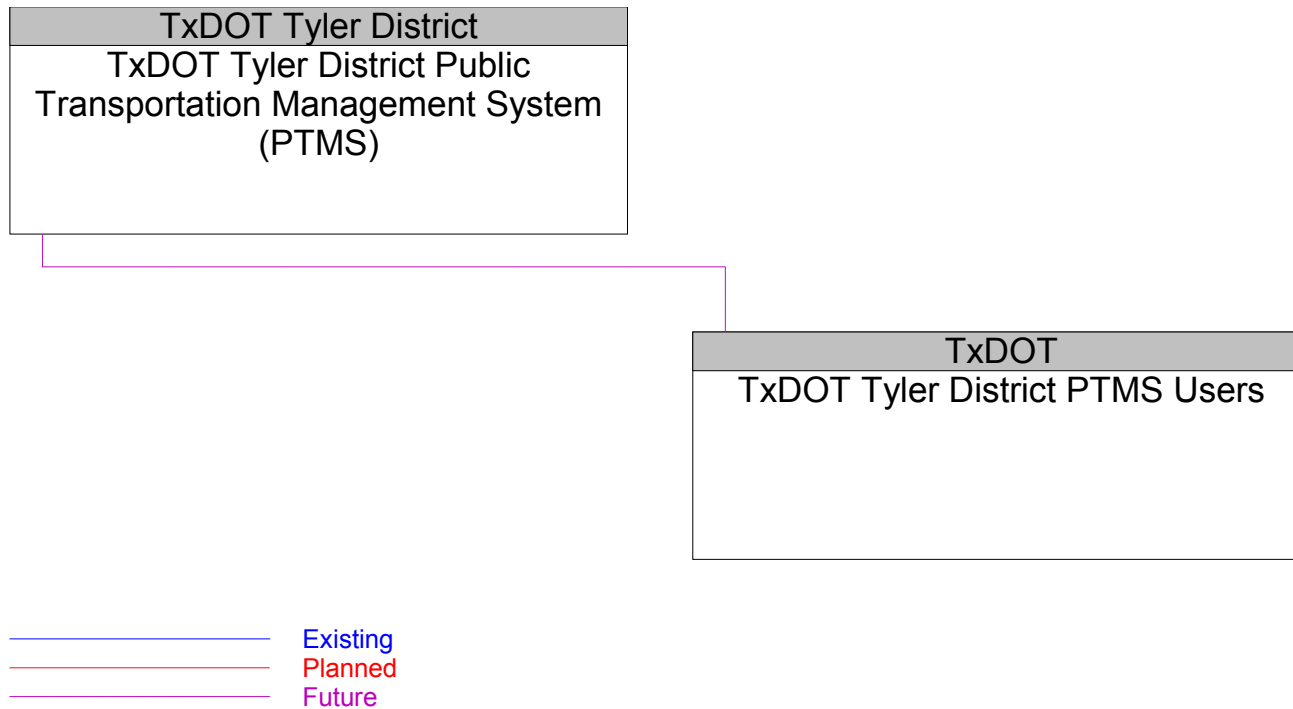 TxDOT Tyler District
TxDOT Tyler District Public
Transportation Management System
(PTMS)
TxDOT
TxDOT Tyler District PTMS Users
Existing
Planned
Future